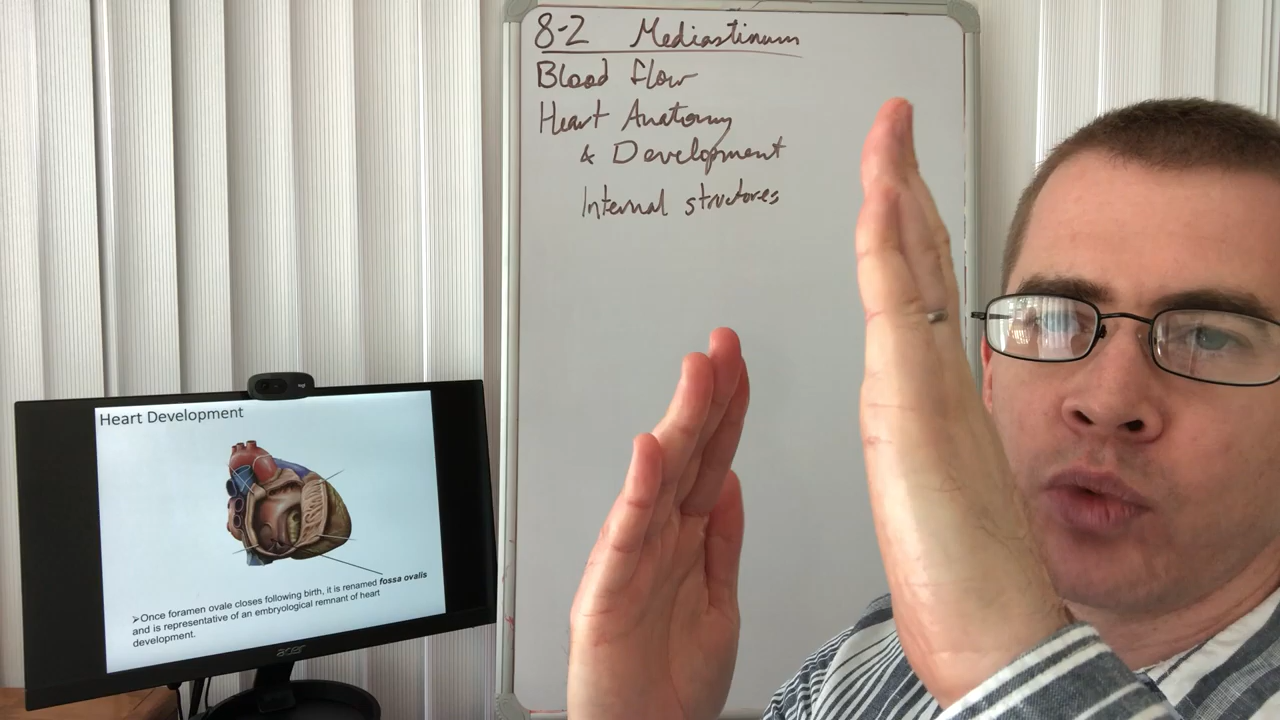 8-2 Mediastinum
Blood flow
Heart Anatomy
& Development
Internal structures
Heart Development
➢Once foramen ovale closes following birth, it is renamed fossa ovalis
and is representative of an embryological remnant of heart
development.
acer